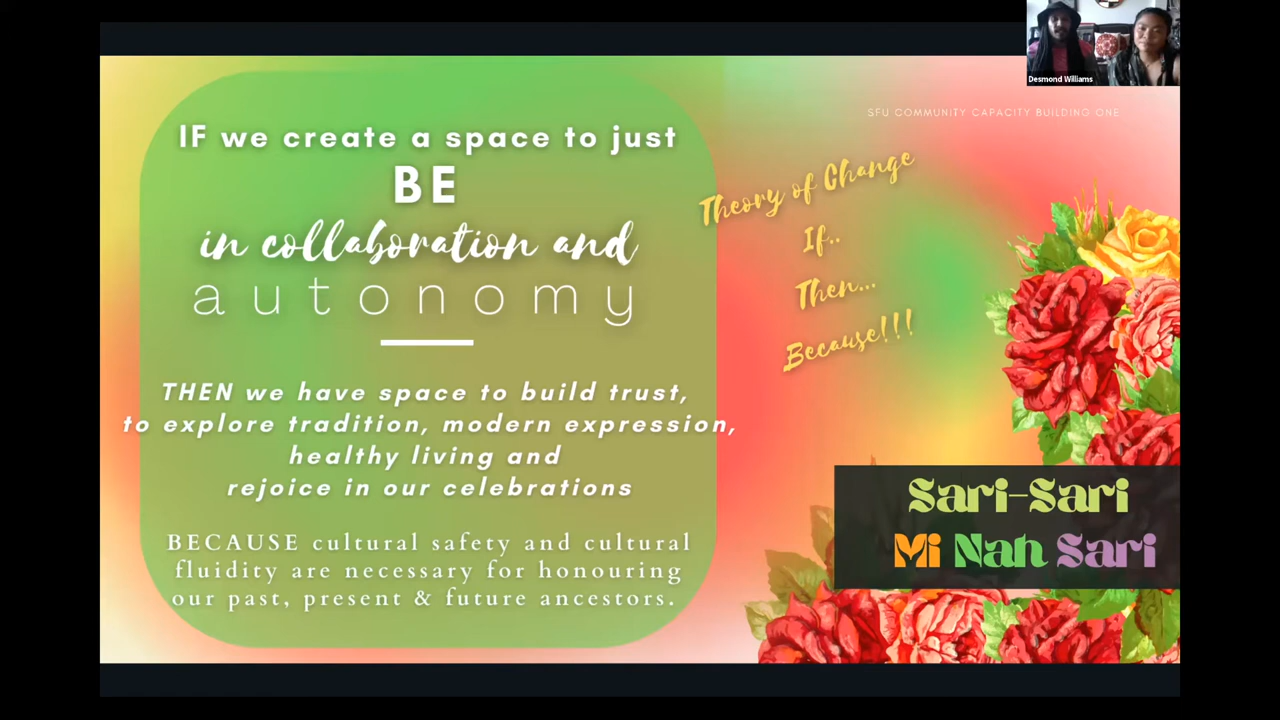 Desmond Williams
SFU COMMUNITY CAPACITY BUILDING ONE
IF we create a space to just
BE
in collaboration and
autonomy
THEN we have space to build trust,
to explore tradition, modern expression,
healthy living and
rejoice in our celebrations
BECAUSE cultural safety and cultural
fluidity are necessary for honouring
our past, present & future ancestors.
Theory of Change
If..
Then...
Because!!!
Sari-Sari
Mi Nah Sari